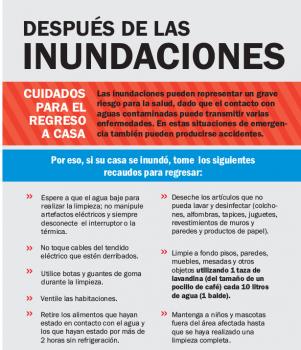 DESPUÉS DE LAS
INUNDACIONES
CUIDADOS
PARA EL
REGRESO
A CASA
Las inundaciones pueden representar un grave
riesgo para la salud, dado que el contacto con
aguas contaminadas puede transmitir varias
enfermedades. En estas situaciones de emergen-
cia también pueden producirse accidentes.
Por eso, si su casa se inundó, tome los siguientes
recaudos para regresar:
» Espere a que el agua baje para
realizar la limpieza; no manipule
artefactos eléctricos y siempre
desconecte el interruptor o la
térmica.
» No toque cables del tendido
eléctrico que estén derribados.
» Utilice botas y guantes de goma
durante la limpieza.
» Ventile las habitaciones.
» Retire los alimentos que hayan
estado en contacto con el agua y
los que hayan estado por más de
2 horas sin refrigeración.
» Deseche los artículos que no
pueda lavar y desinfectar (colcho-
nes, alfombras, tapices, juguetes,
revestimientos de muros y
paredes y productos de papel).
» Limpie a fondo pisos, paredes,
muebles, mesadas y otros
objetos utilizando 1 taza de
lavandina (del tamaño de un
pocillo de café) cada 10 litros
de agua (1 balde).
» Mantenga a niños y mascotas
fuera del área afectada hasta
que se haya realizado una
limpieza completa.